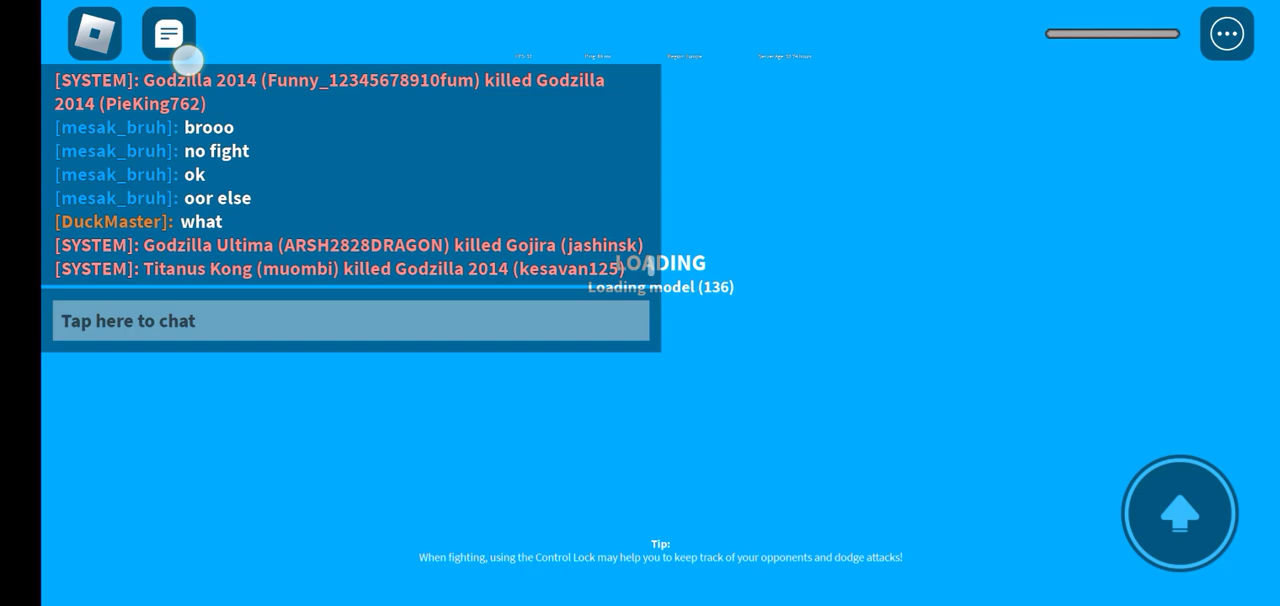 [SYSTEM]: Godzilla 2014 (Funny_12345678910fum) killed Godzilla
2014 (PieKing762)
[mesak_bruh]: brooo
[mesak_bruh]: no fight
[mesak_bruh]: ok
[mesak_bruh]: oor else
[DuckMaster]: what
[SYSTEM]: Godzilla Ultima (ARSH2828DRAGON) killed Gojira (jashinsk)
[SYSTEM]: Titanus Kong (muombi) killed Godzilla 2014 (kesavan125)
LOADING
Loading model (136)
Tap here to chat
Tip:
When fighting, using the Control Lock may help you to keep track of your opponents and dodge attacks!